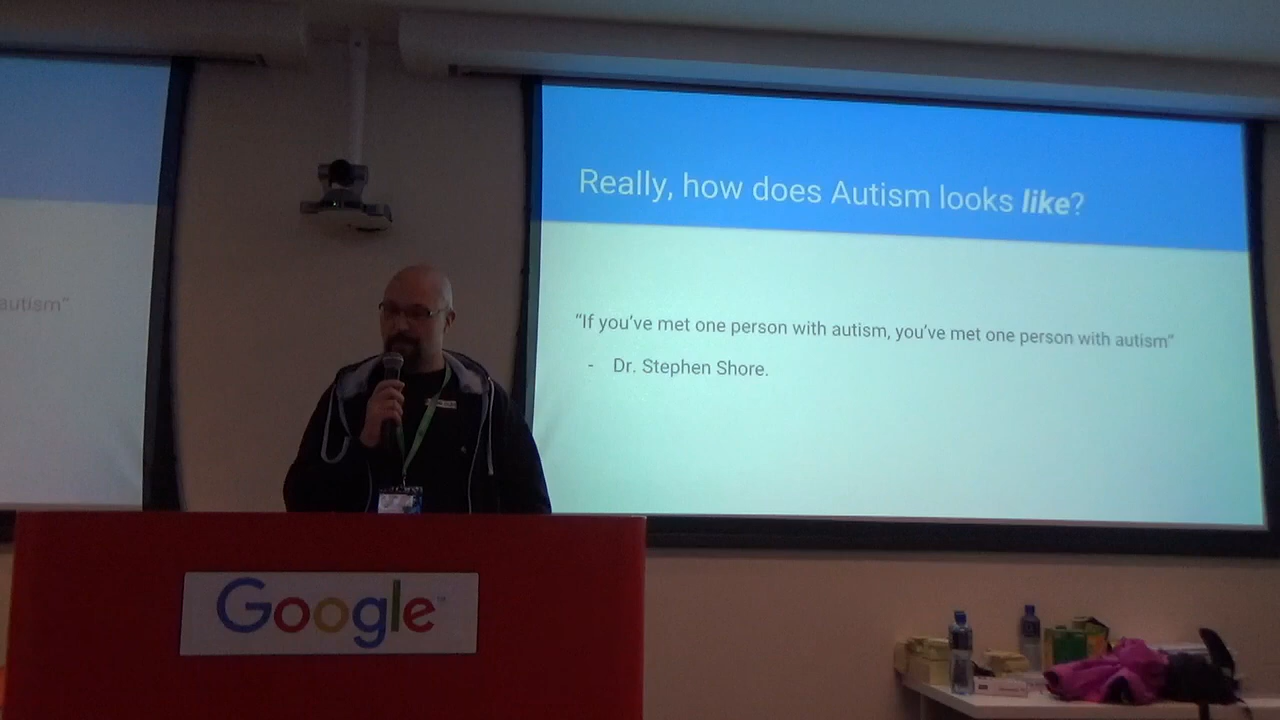 autism”
Really, how does Autism looks like?
“If you’ve met one person with autism, you’ve met one person with autism”
- Dr. Stephen Shore.
Google™